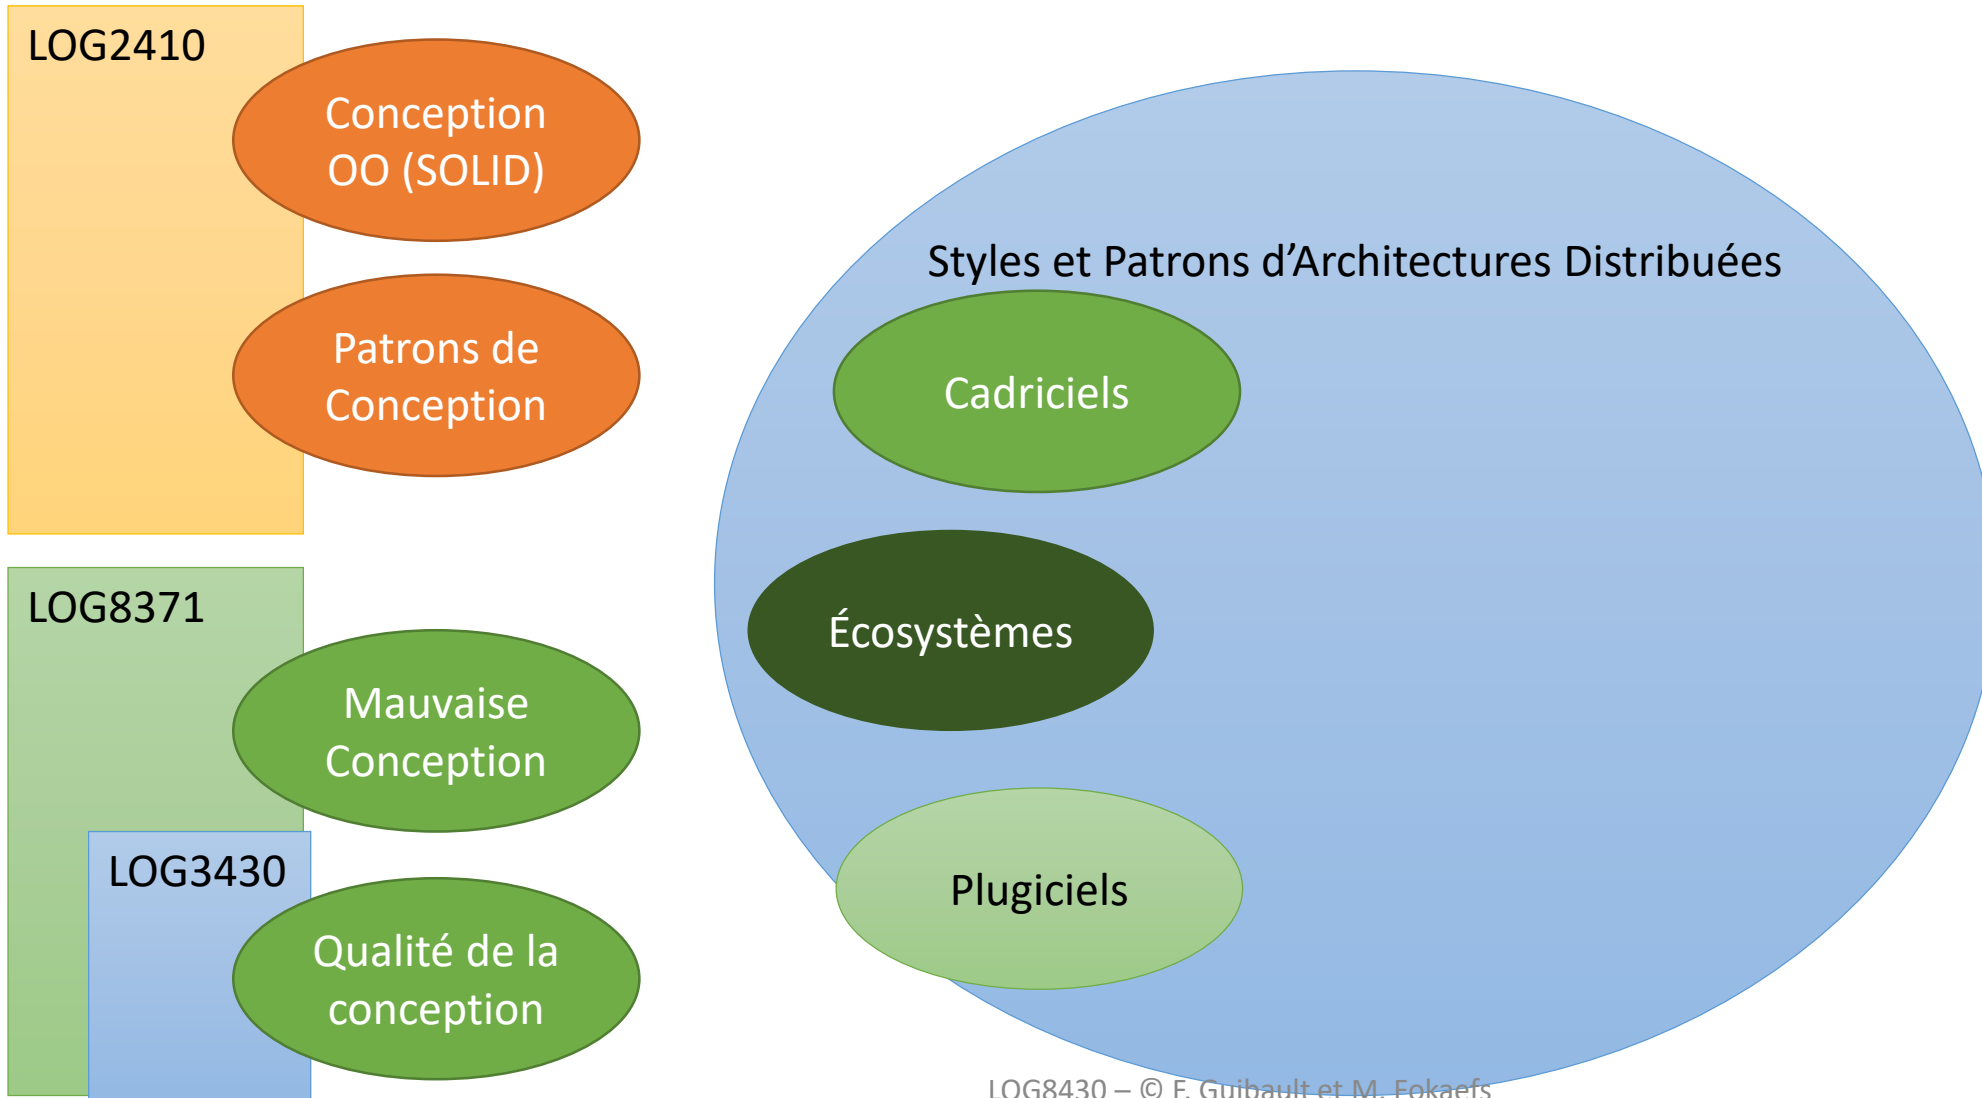 LOG2410
Conception
OO (SOLID)
Patrons de
Conception
LOG8371
Mauvaise
Conception
LOG3430
Qualité de la
conception
Styles et Patrons d’Architectures Distribuées
Cadriciels
Écosystèmes
Plugiciels
LOG8430 – © F. Guibault et M. Fokaefs